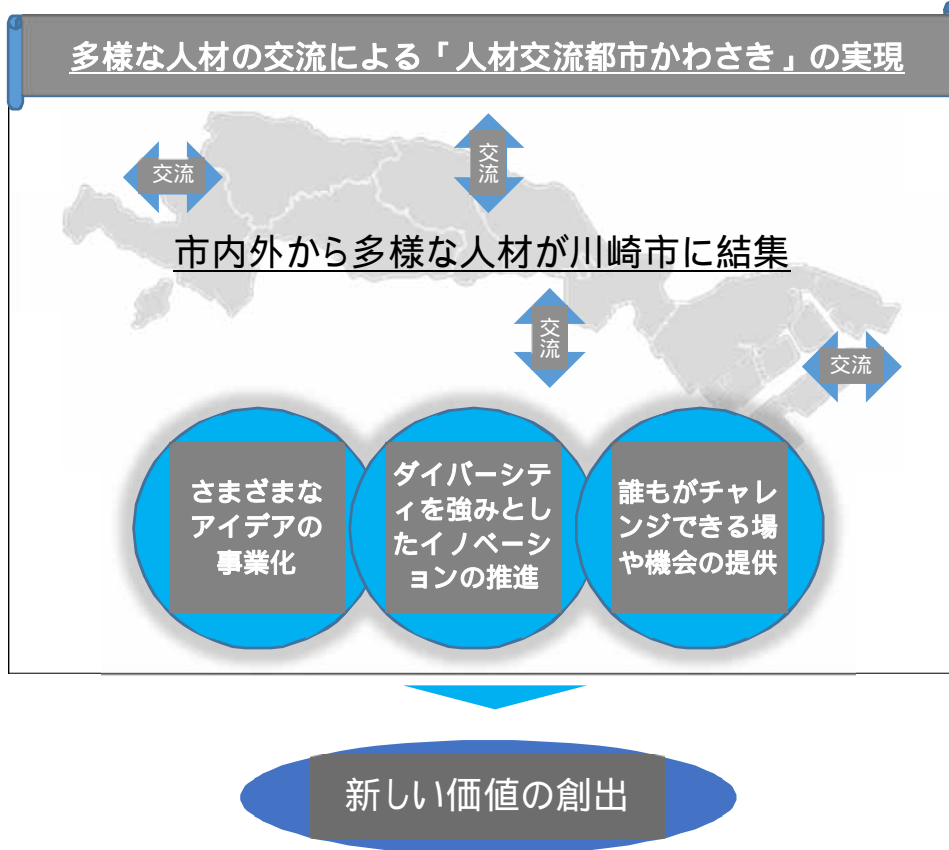 多様な人材の交流による「人材交流都市かわさき」の実現
交流
交流
市内外から多様な人材が川崎市に結集
交流
交流
さまざまな
アイデアの
事業化
ダイバーシテ
ィを強みとし
たイノベーシ
ョンの推進
誰もがチャレ
ンジできる場
や機会の提供
新しい価値の創出